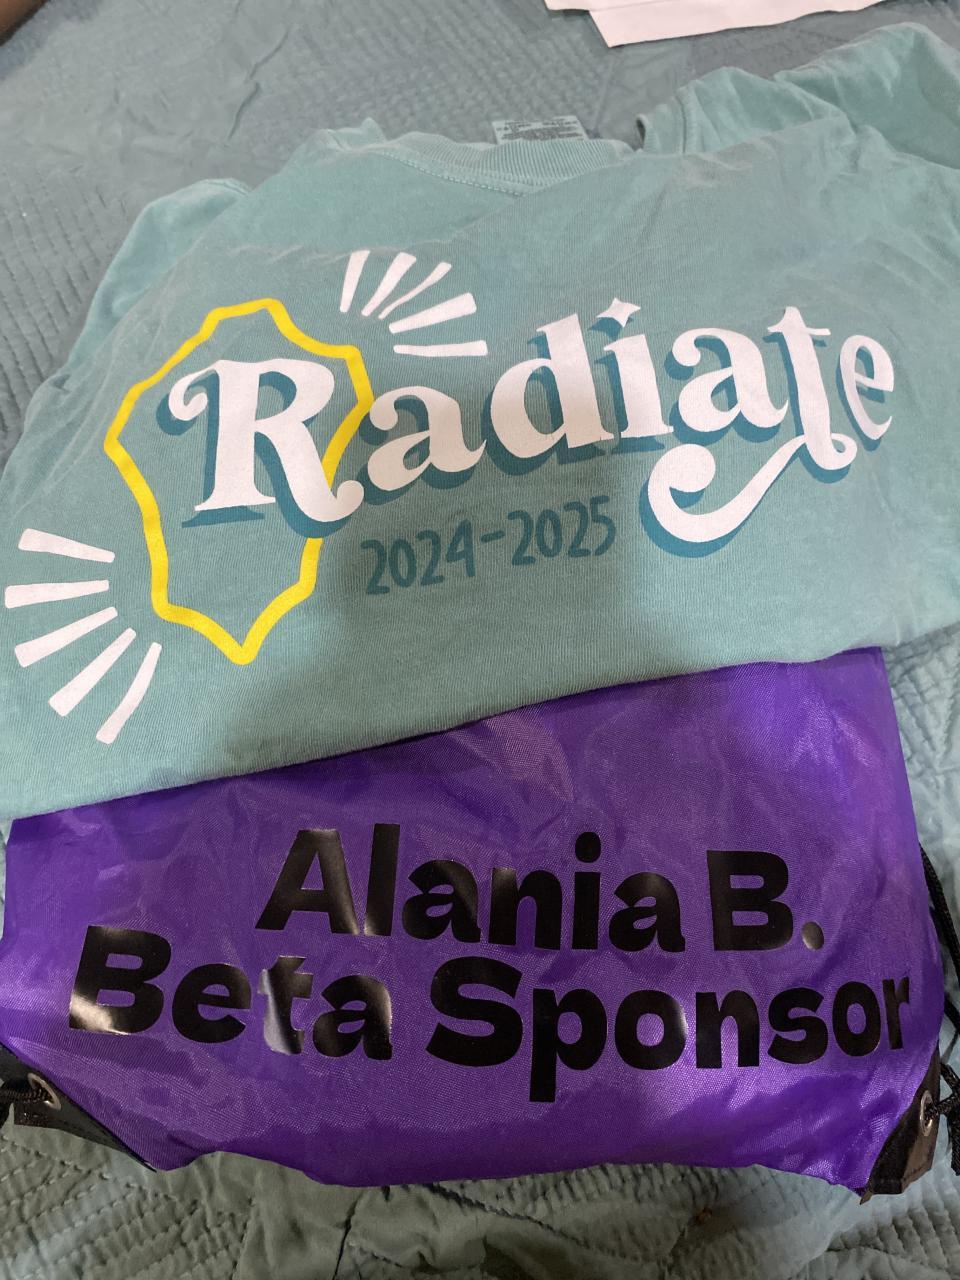 Radiate
2024-2025
Alania B.
Beta Sponsor